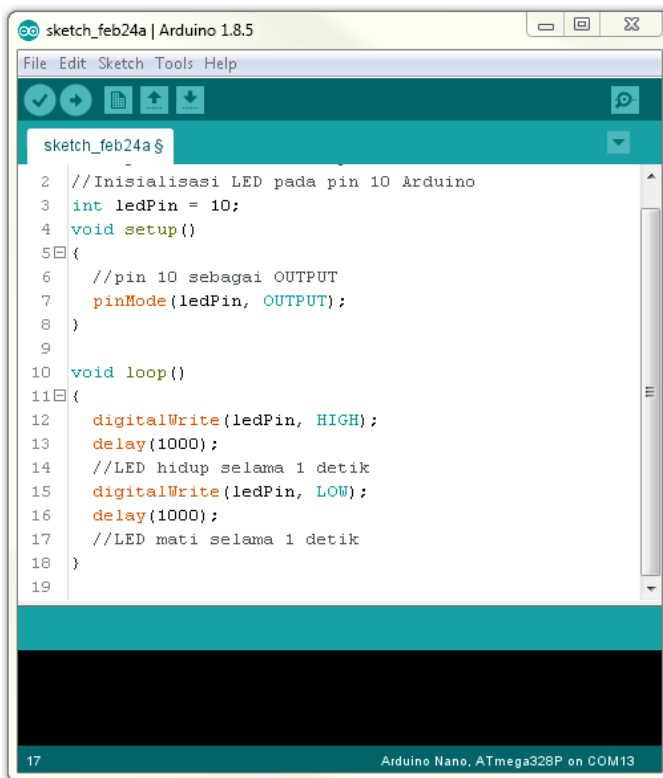 sketch_feb24a | Arduino 1.8.5
File Edit Sketch Tools Help
sketch_feb24a §
2 //Inisialisasi LED pada pin 10 Arduino
3 int ledPin = 10;
4 void setup()
5 {
6 //pin 10 sebagai OUTPUT
7 pinMode(ledPin, OUTPUT);
8 }
9
10 void loop()
11 {
12 digitalWrite(ledPin, HIGH);
13 delay(1000);
14 //LED hidup selama 1 detik
15 digitalWrite(ledPin, LOW);
16 delay(1000);
17 //LED mati selama 1 detik
18 }
19
17 Arduino Nano, ATmega328P on COM13